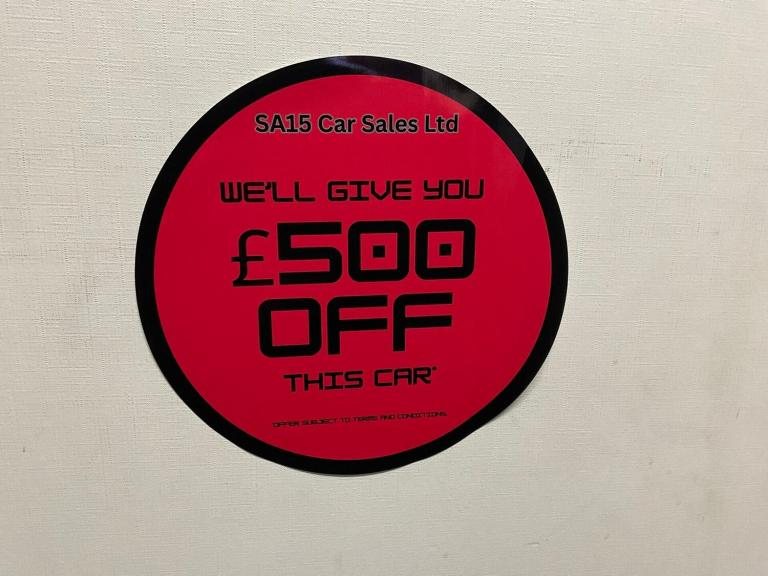 SA15 Car Sales Ltd
WE'LL GIVE YOU
£500
OFF
THIS CAR*
OFFER SUBJECT TO TERMS AND CONDITIONS.